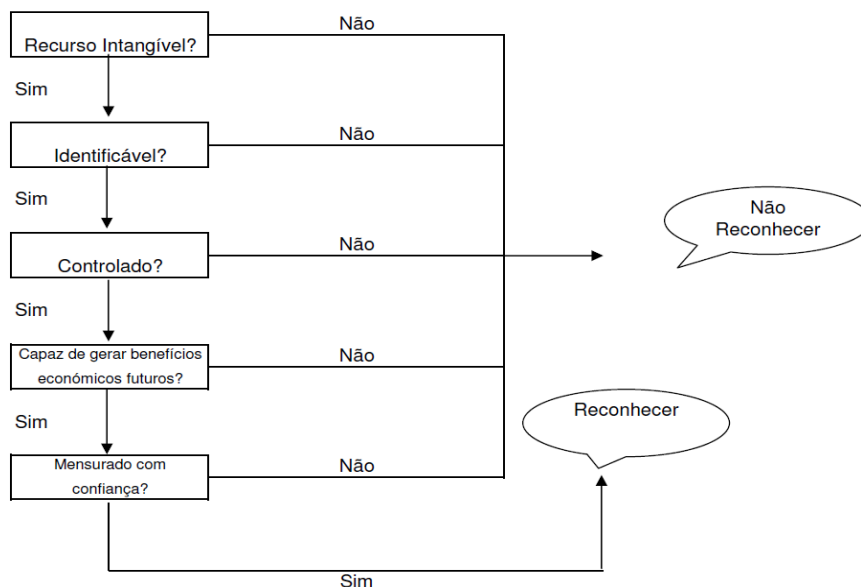 Não
Recurso Intangível?
Sim
Não
Identificável?
Sim
Não
Reconhecer
Não
Controlado?
Sim
Capaz de gerar benefícios
económicos futuros?
Não
Sim
Reconhecer
Mensurado com
confiança?
Não
Sim